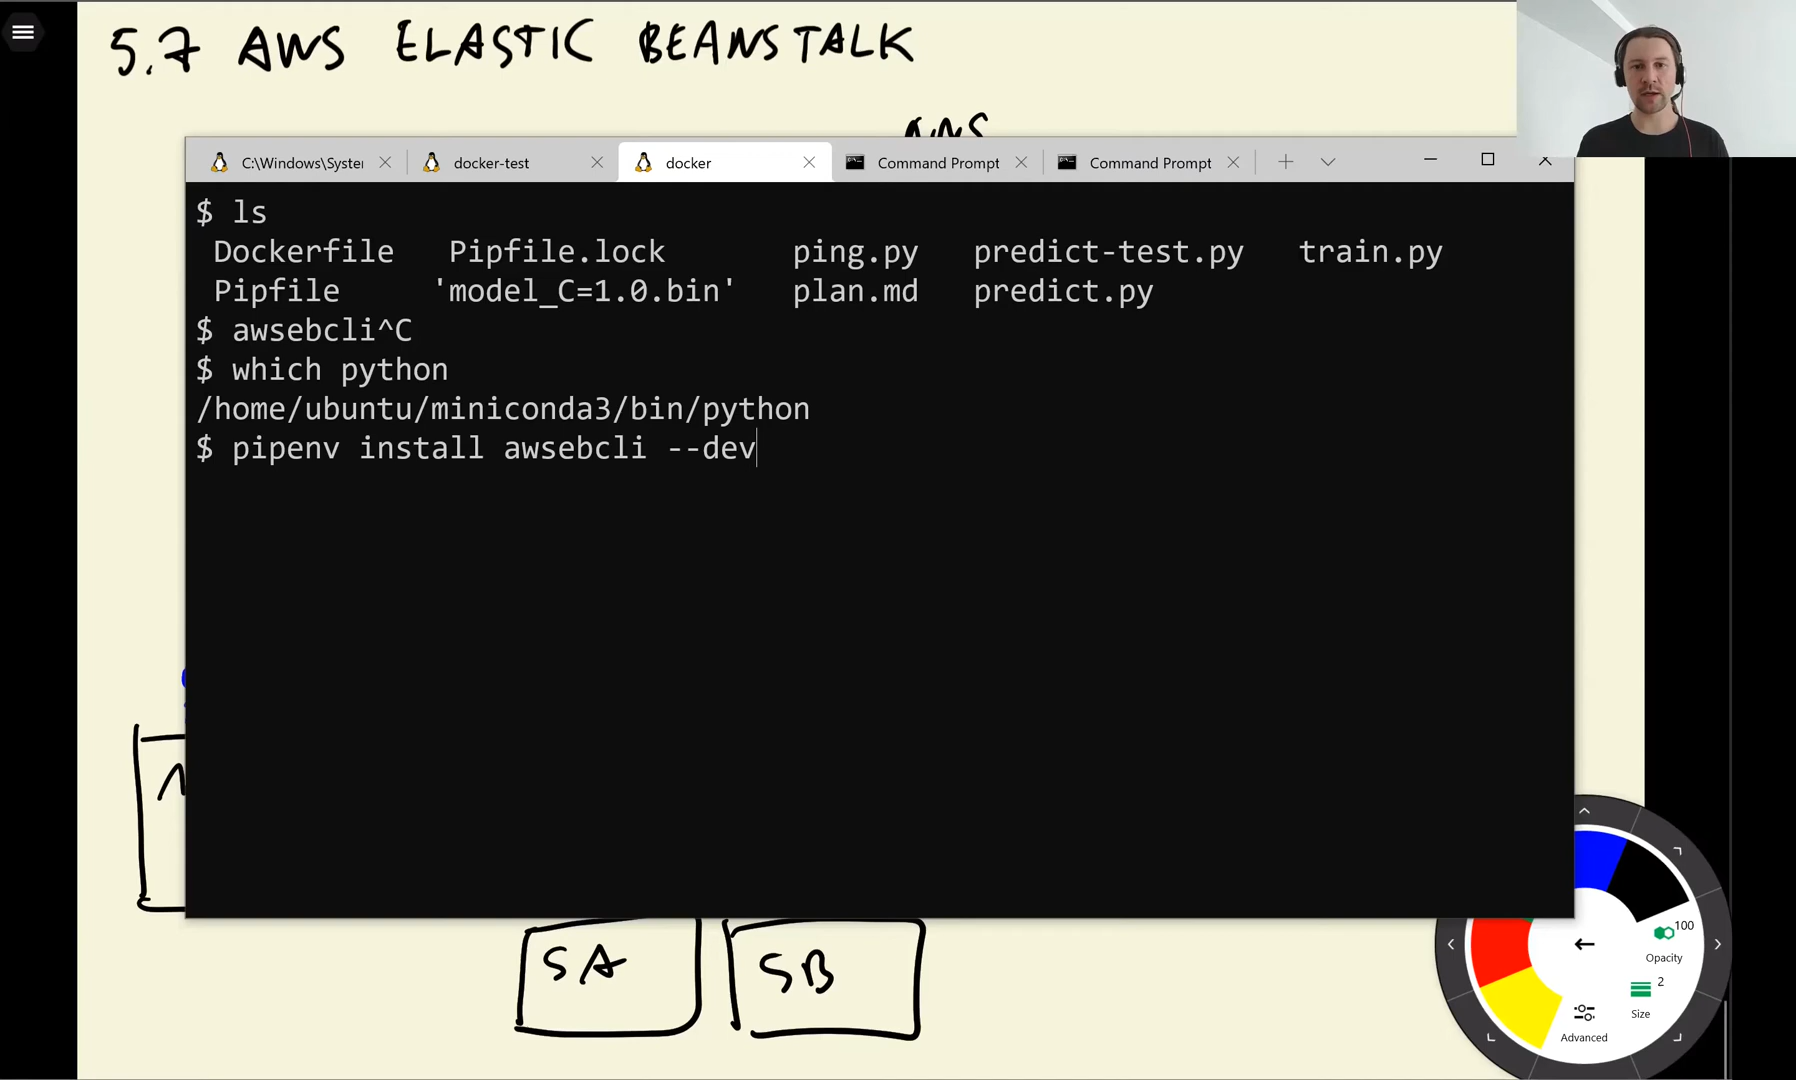 5.7 AWS ELASTIC BEANSTALK
AWS
C:\Windows\Syste
docker-test
docker
Command Prompt
Command Prompt
$ ls
Dockerfile Pipfile.lock ping.py predict-test.py train.py
Pipfile 'model_C=1.0.bin' plan.md predict.py
$ awsebcli^C
$ which python
/home/ubuntu/miniconda3/bin/python
$ pipenv install awsebcli --dev
SA
SB
100
Opacity
2
Size
Advanced